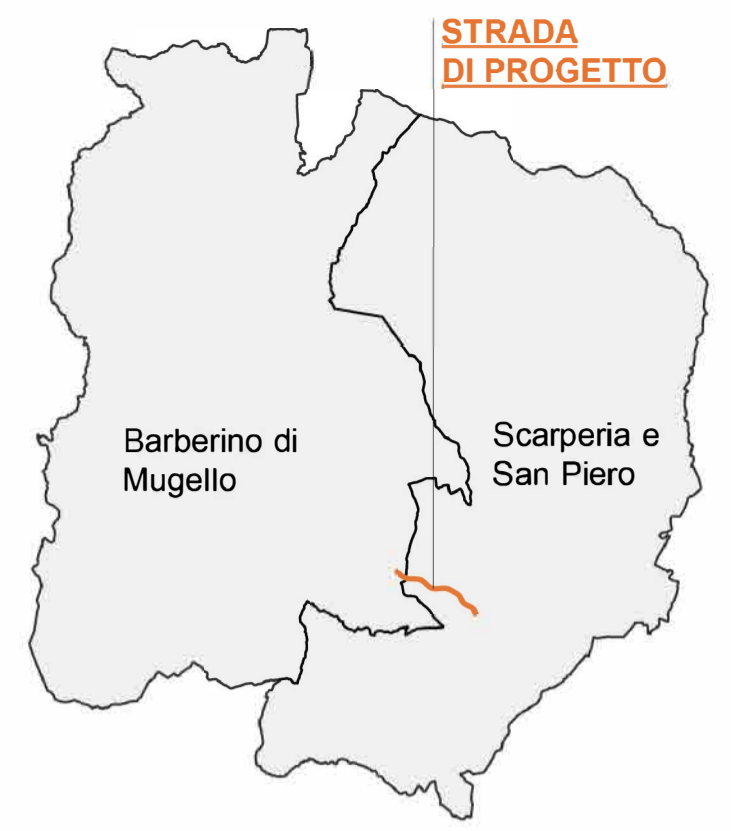 STRADA
DI PROGETTO
Barberino di
Mugello
Scarperia e
San Piero